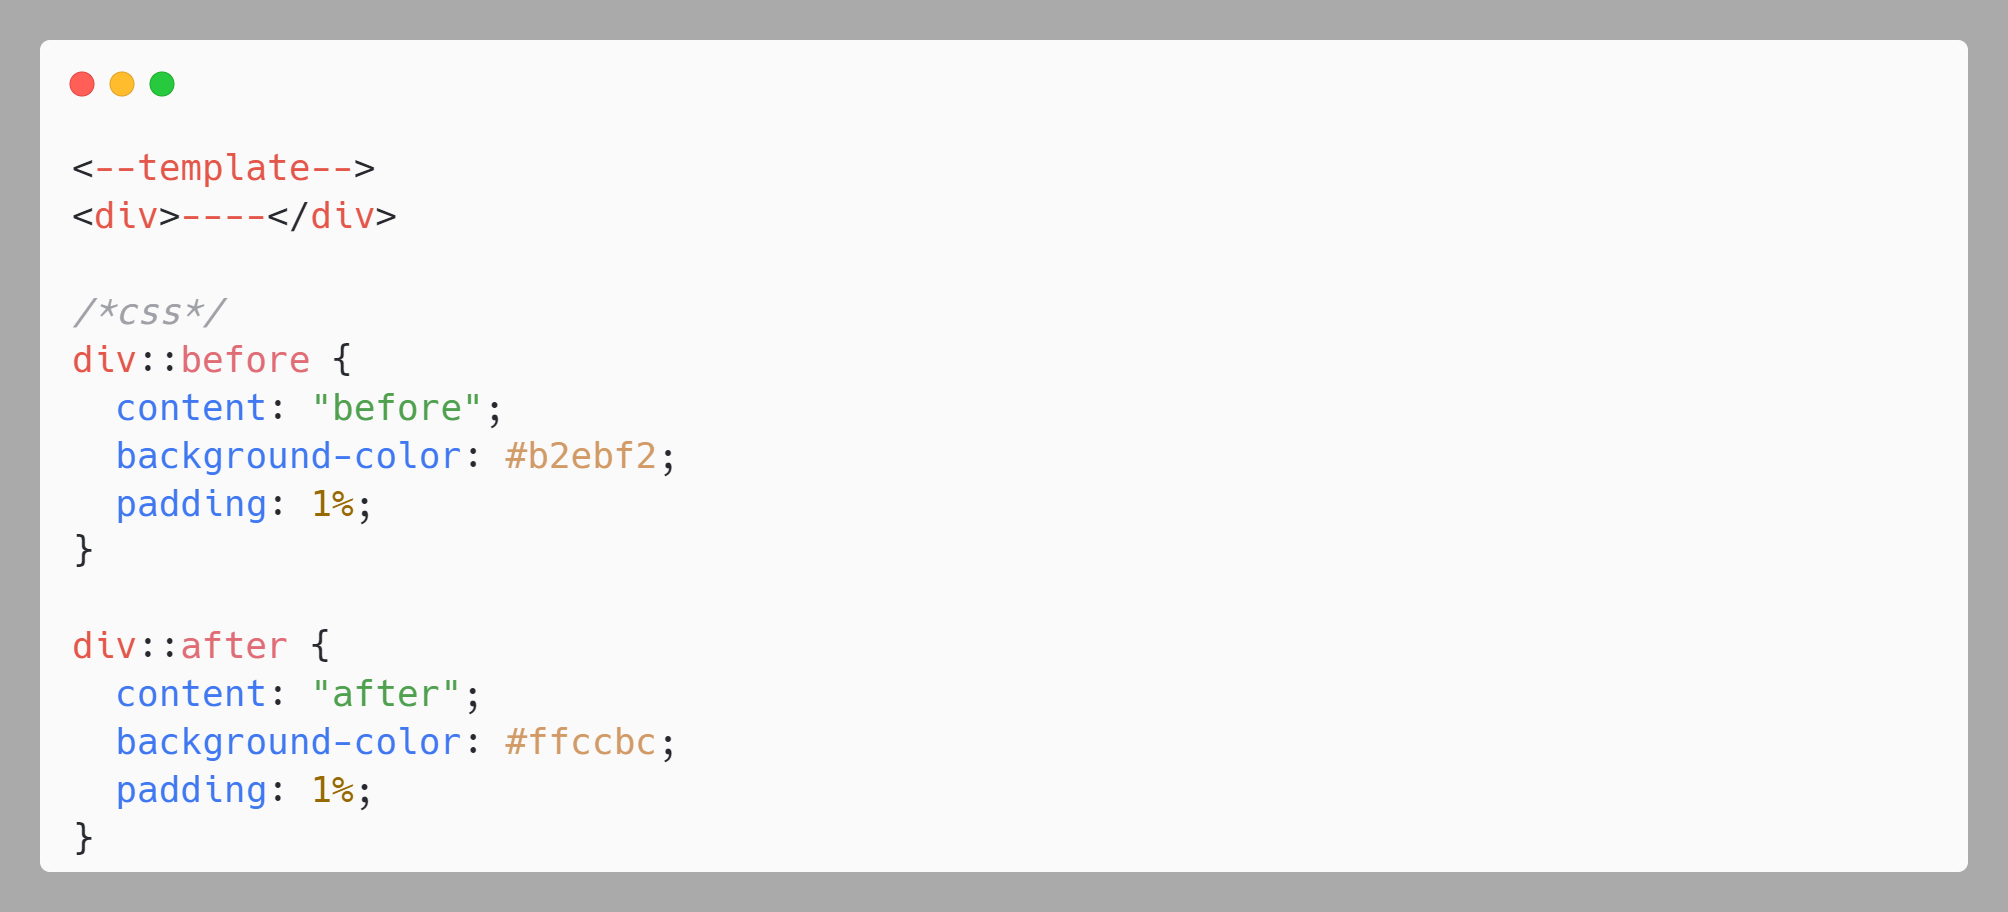 <--template-->
<div>----</div>
/*css*/
div::before {
content: "before";
background-color: #b2ebf2;
padding: 1%;
}
div::after {
content: "after";
background-color: #ffccbc;
padding: 1%;
}